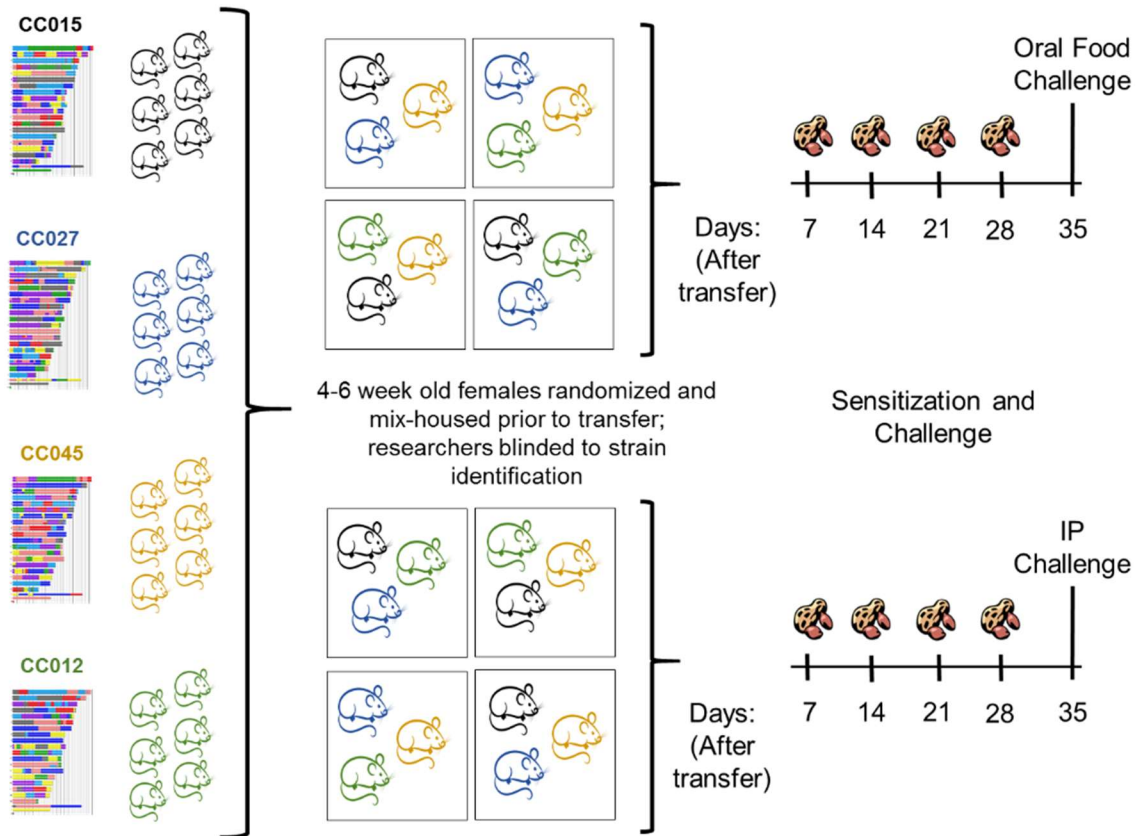 CC015
CC027
CC045
CC012
4-6 week old females randomized and
mix-housed prior to transfer;
researchers blinded to strain
identification
Oral Food
Challenge
Days:
(After
transfer)
7 14 21 28 35
Sensitization and
Challenge
IP
Challenge
Days:
(After
transfer)
7 14 21 28 35